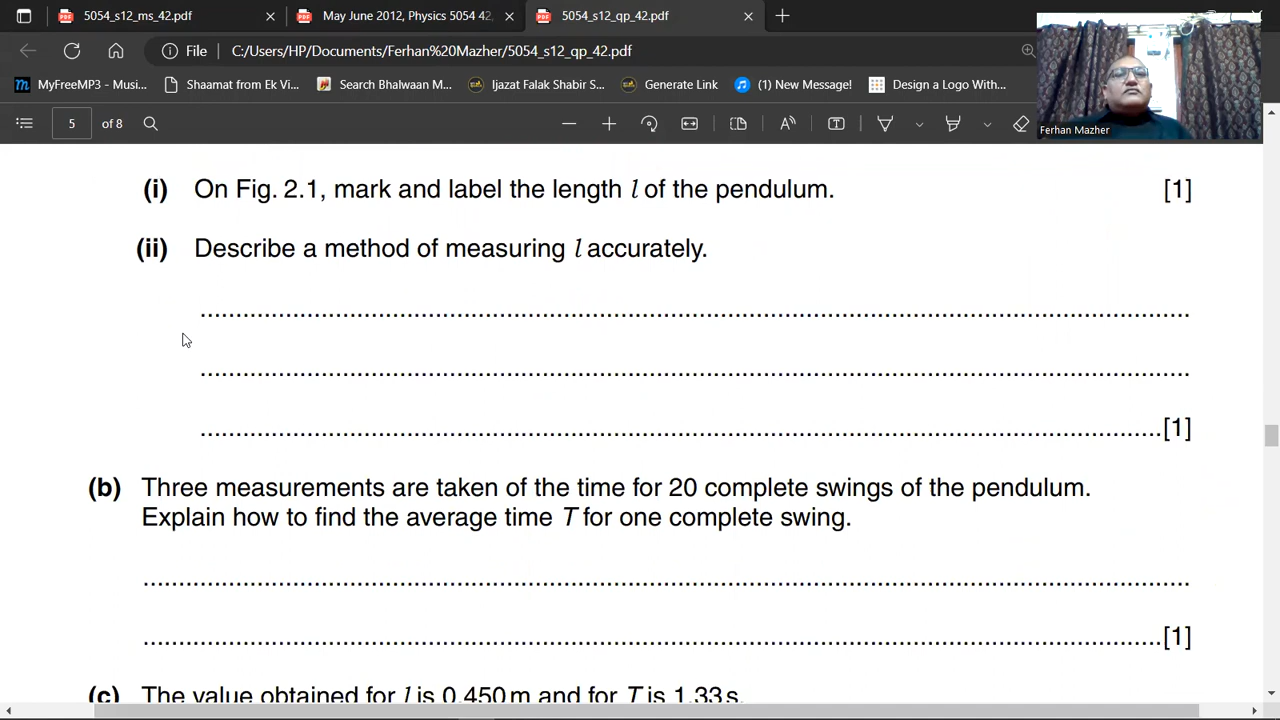 5054_s12_ms_42.pdf
May June 2012, Physics 5054 42,
5054_s12_qp_42.pdf
File
C:/Users/HP/Documents/Ferhan%20Mazher/5054_s12_qp_42.pdf
MyFreeMP3 - Musi...
Shaamat from Ek Vi...
Search Bhalwaan M...
Ijazat Falak Shabir S...
Generate Link
(1) New Message!
Design a Logo With...
5 of 8
Ferhan Mazher
(i) On Fig. 2.1, mark and label the length l of the pendulum. [1]
(ii) Describe a method of measuring l accurately.
[1]
(b) Three measurements are taken of the time for 20 complete swings of the pendulum.
Explain how to find the average time T for one complete swing.
[1]
(c) The value obtained for l is 0.450 m and for T is 1.33 s.